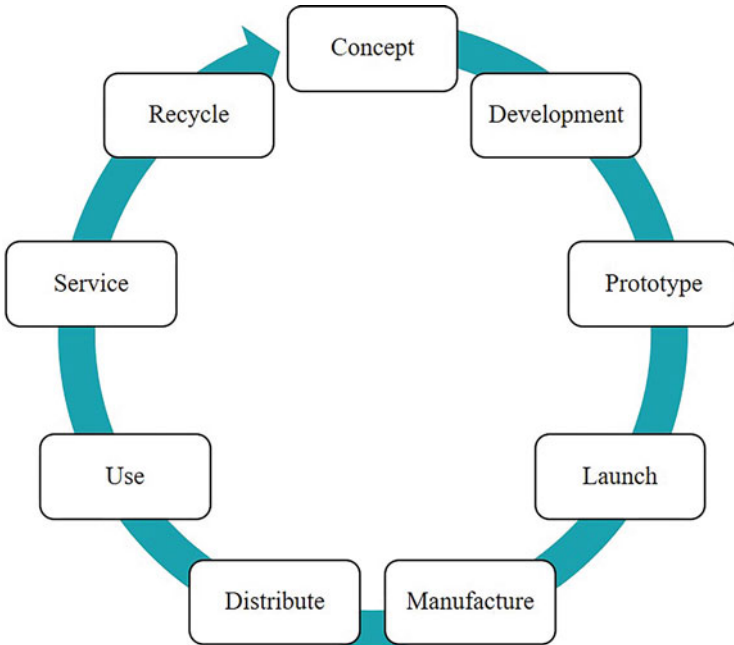 Concept
Development
Prototype
Launch
Manufacture
Distribute
Use
Service
Recycle